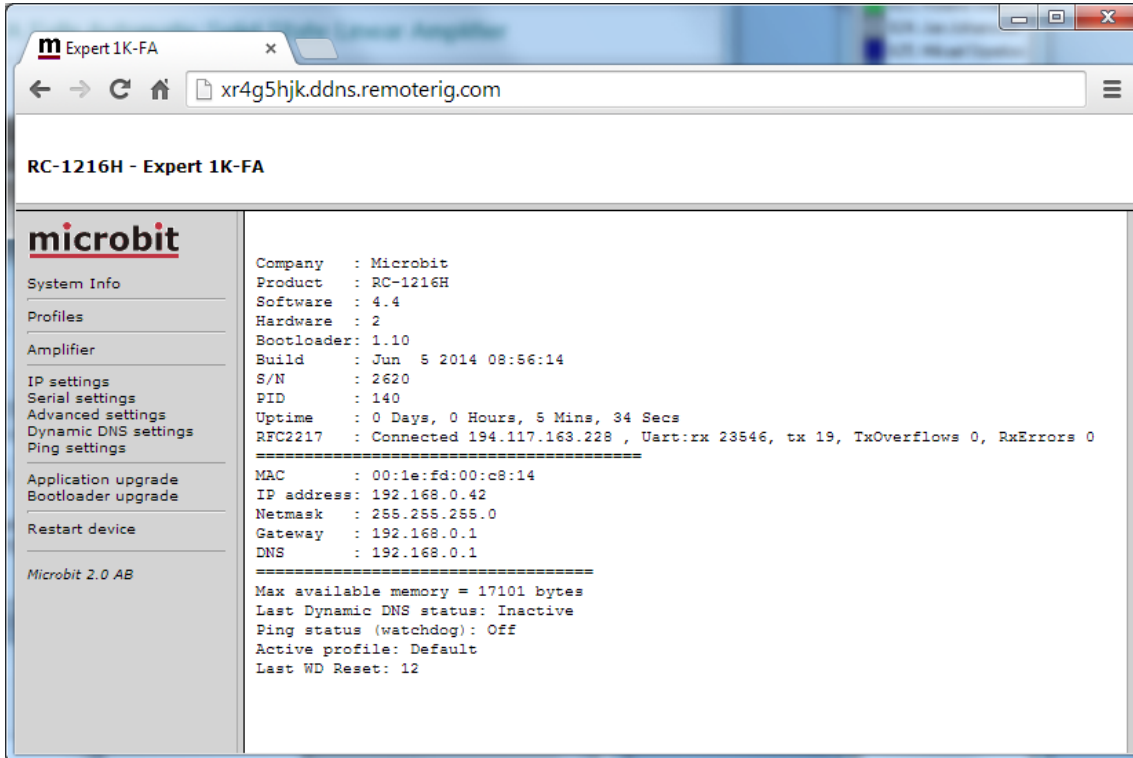 Expert 1K-FA
xr4g5hjk.ddns.remoterig.com
RC-1216H - Expert 1K-FA
microbit
System Info
Profiles
Amplifier
IP settings
Serial settings
Advanced settings
Dynamic DNS settings
Ping settings
Application upgrade
Bootloader upgrade
Restart device
Microbit 2.0 AB
Company   : Microbit
Product   : RC-1216H
Software  : 4.4
Hardware  : 2
Bootloader: 1.10
Build     : Jun  5 2014 08:56:14
S/N       : 2620
PID       : 140
Uptime    : 0 Days, 0 Hours, 5 Mins, 34 Secs
RFC2217   : Connected 194.117.163.228 , Uart:rx 23546, tx 19, TxOverflows 0, RxErrors 0
========================================
MAC       : 00:1e:fd:00:c8:14
IP address: 192.168.0.42
Netmask   : 255.255.255.0
Gateway   : 192.168.0.1
DNS       : 192.168.0.1
===================================
Max available memory = 17101 bytes
Last Dynamic DNS status: Inactive
Ping status (watchdog): Off
Active profile: Default
Last WD Reset: 12